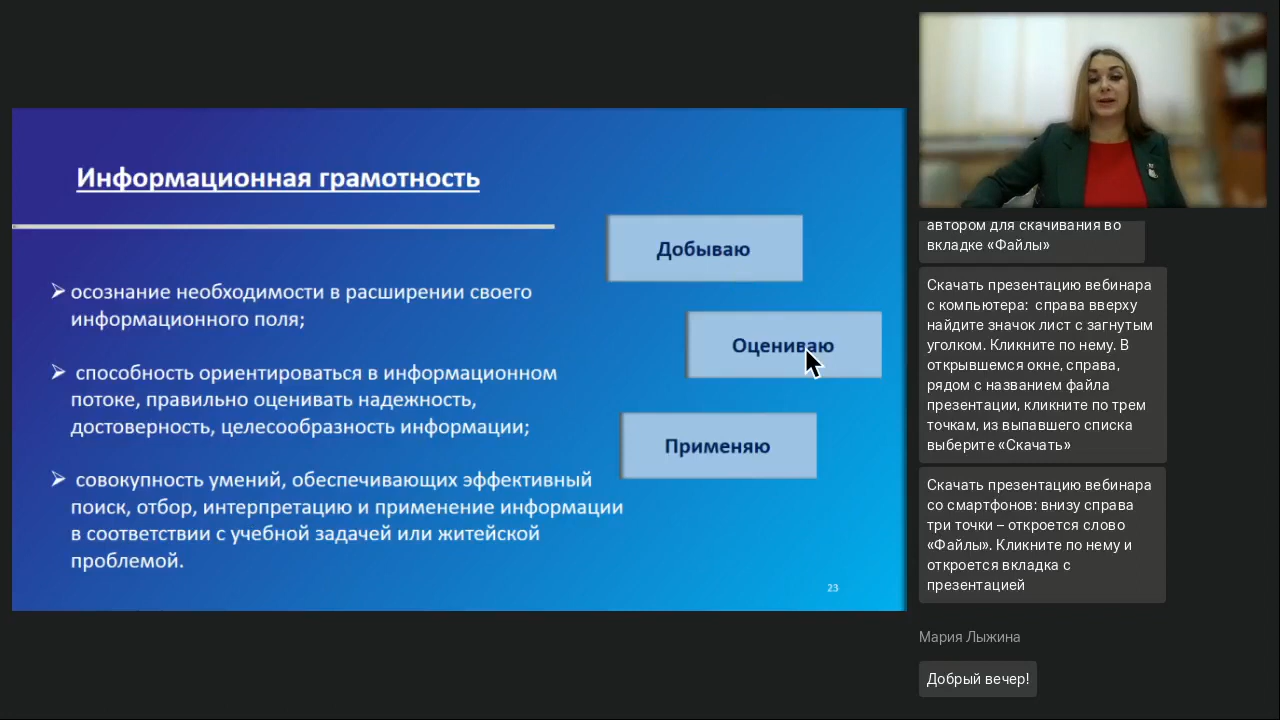 Информационная грамотность
Добываю
Оцениваю
Применяю
осознание необходимости в расширении своего
информационного поля;
способность ориентироваться в информационном
потоке, правильно оценивать надежность,
достоверность, целесообразность информации;
совокупность умений, обеспечивающих эффективный
поиск, отбор, интерпретацию и применение информации
в соответствии с учебной задачей или житейской
проблемой.
23
автором для скачивания во
вкладке «Файлы»
Скачать презентацию вебинара
с компьютера: справа вверху
найдите значок лист с загнутым
уголком. Кликните по нему. В
открывшемся окне, справа,
рядом с названием файла
презентации, кликните по трем
точкам, из выпавшего списка
выберите «Скачать»
Скачать презентацию вебинара
со смартфонов: внизу справа
три точки – откроется слово
«Файлы». Кликните по нему и
откроется вкладка с
презентацией
Мария Лыжина
Добрый вечер!